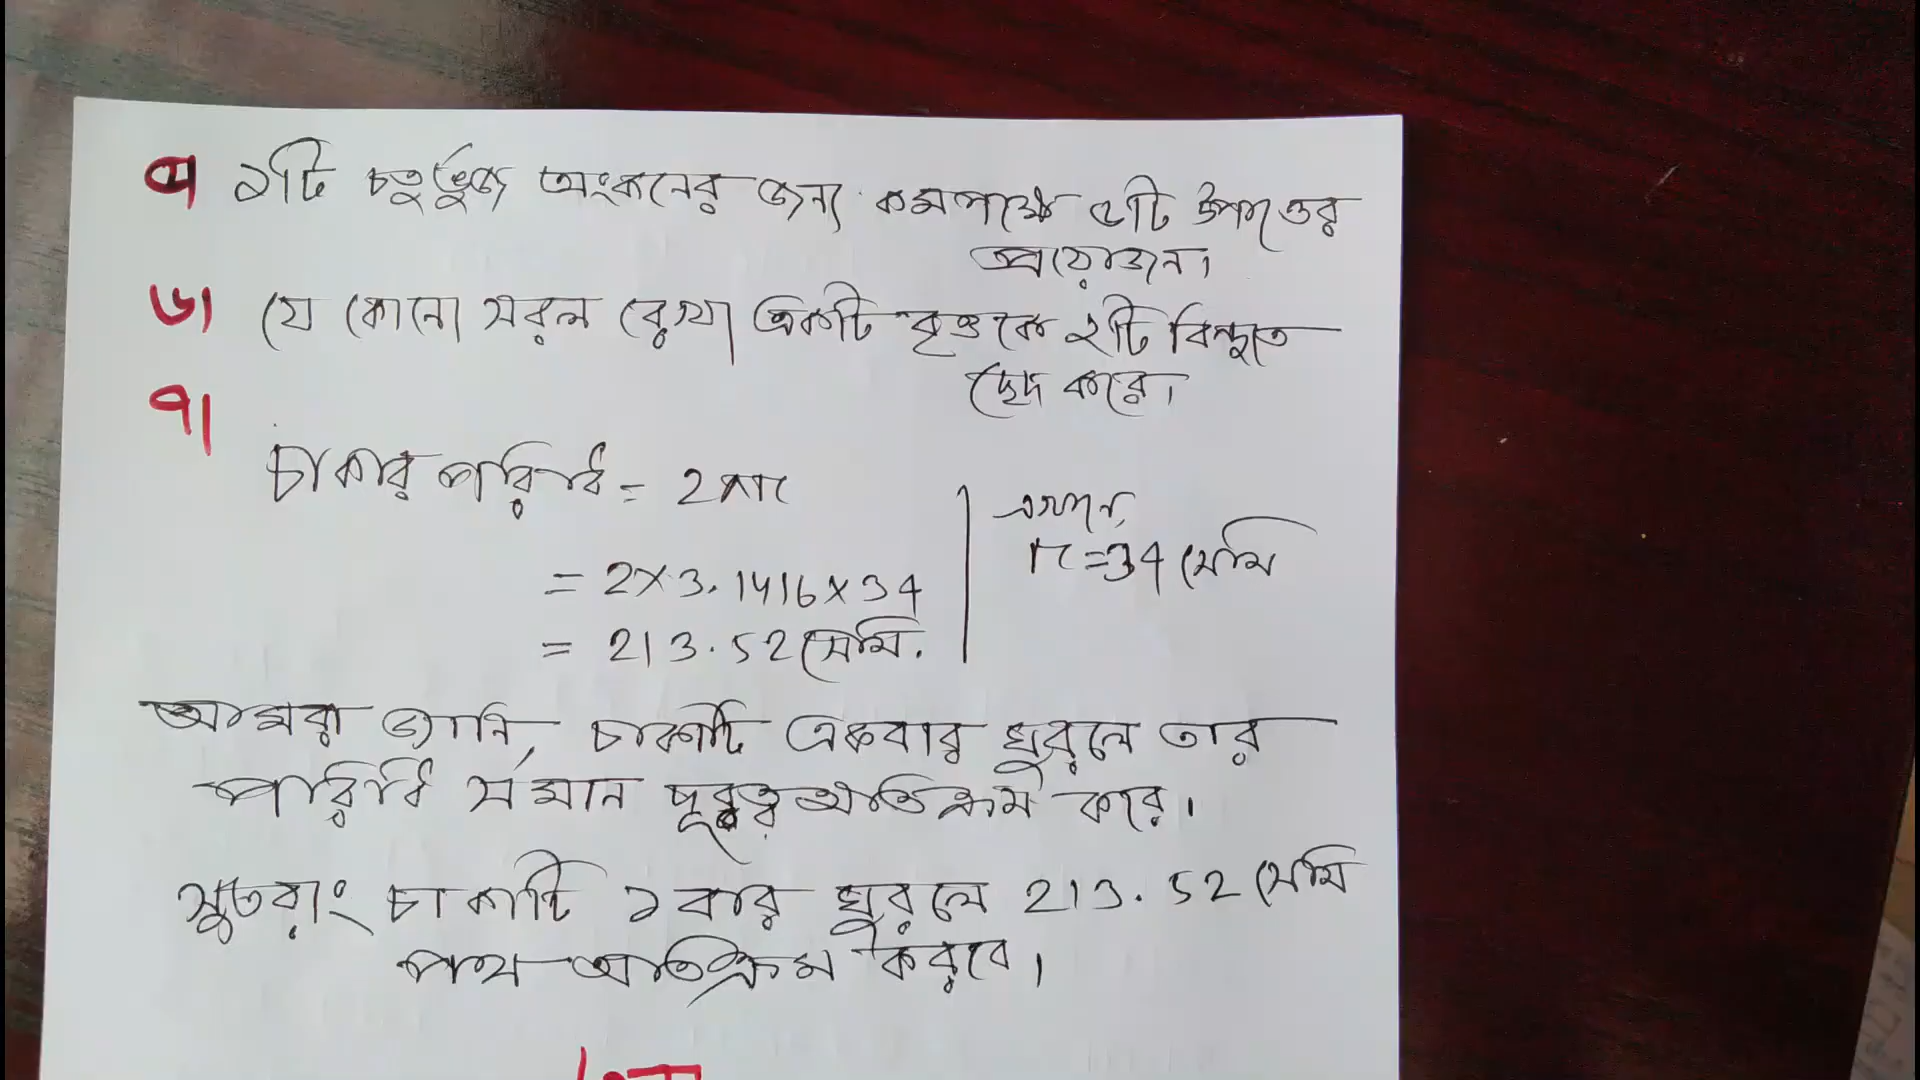 ৫। ১টি চতুর্ভুজ অংকনের জন্য কমপক্ষে ৫টি উপাত্তের
প্রয়োজন।
৬। যে কোনো সরল রেখা একটি বৃত্তকে ২টি বিন্দুতে
ছেদ করে।
৭।
চাকার পরিধি = 2πr
এখানে,
r = 34 সেমি
= 2×3.1416×34
= 213.52 সেমি.
আমরা জানি, চাকাটি একবার ঘুরলে তার
পরিধি সমান দূরত্ব অতিক্রম করে।
সুতরাং চাকাটি ১ বার ঘুরলে 213.52 সেমি
পথ অতিক্রম করবে।